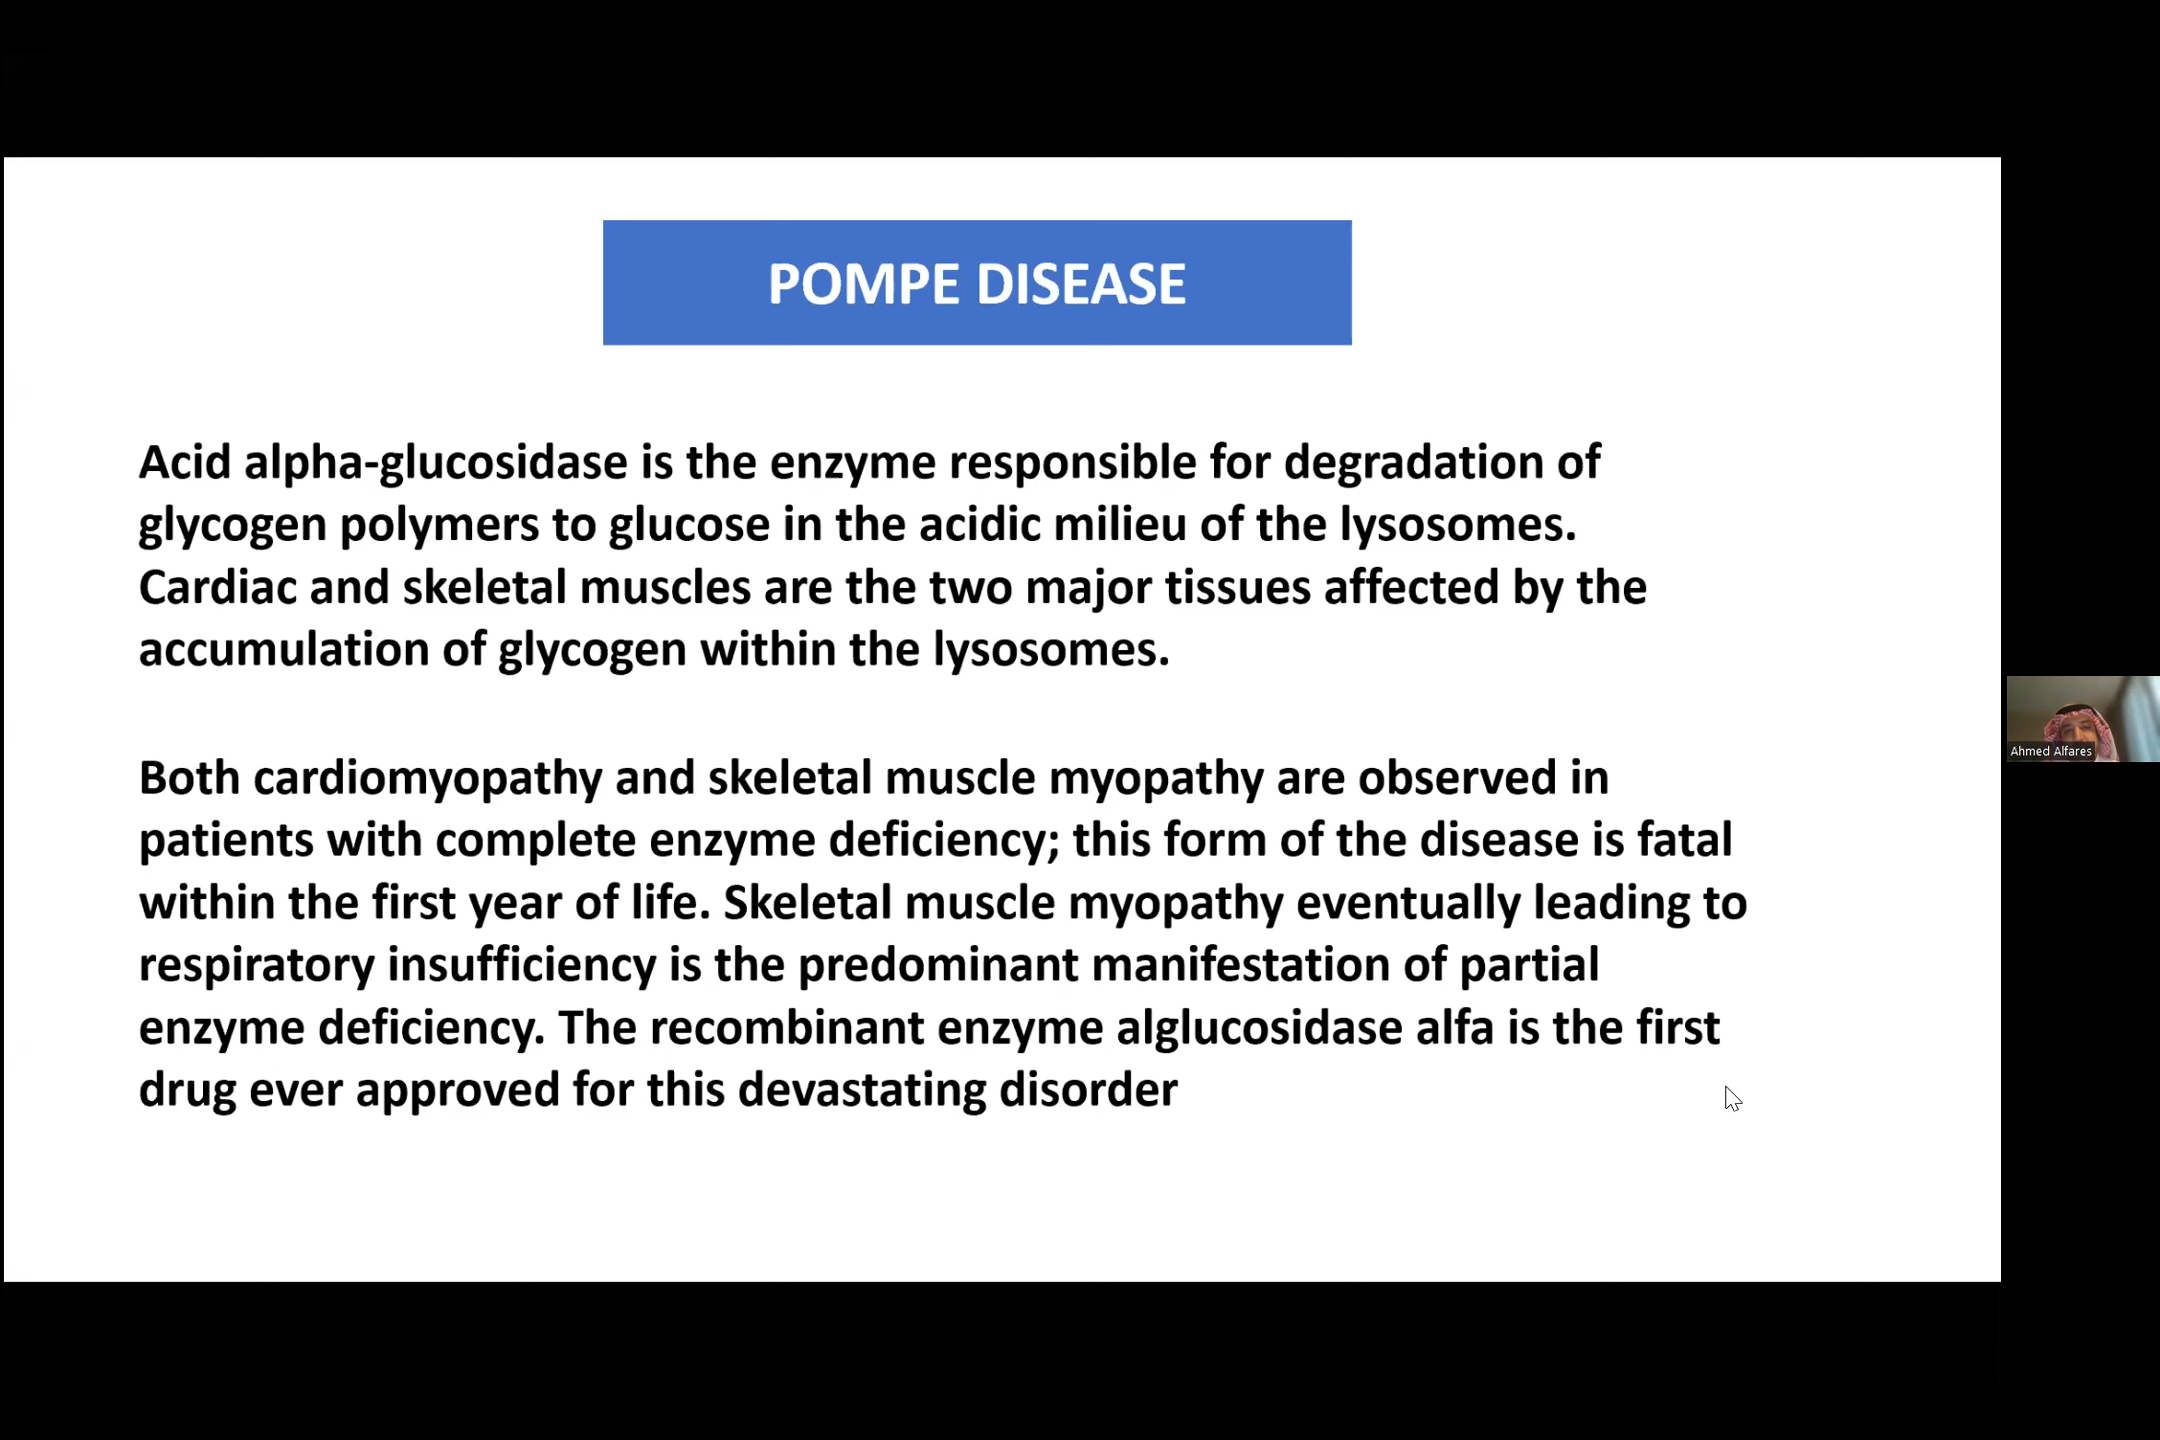 POMPE DISEASE
Acid alpha-glucosidase is the enzyme responsible for degradation of
glycogen polymers to glucose in the acidic milieu of the lysosomes.
Cardiac and skeletal muscles are the two major tissues affected by the
accumulation of glycogen within the lysosomes.
Both cardiomyopathy and skeletal muscle myopathy are observed in
patients with complete enzyme deficiency; this form of the disease is fatal
within the first year of life. Skeletal muscle myopathy eventually leading to
respiratory insufficiency is the predominant manifestation of partial
enzyme deficiency. The recombinant enzyme alglucosidase alfa is the first
drug ever approved for this devastating disorder
Ahmed Alfares